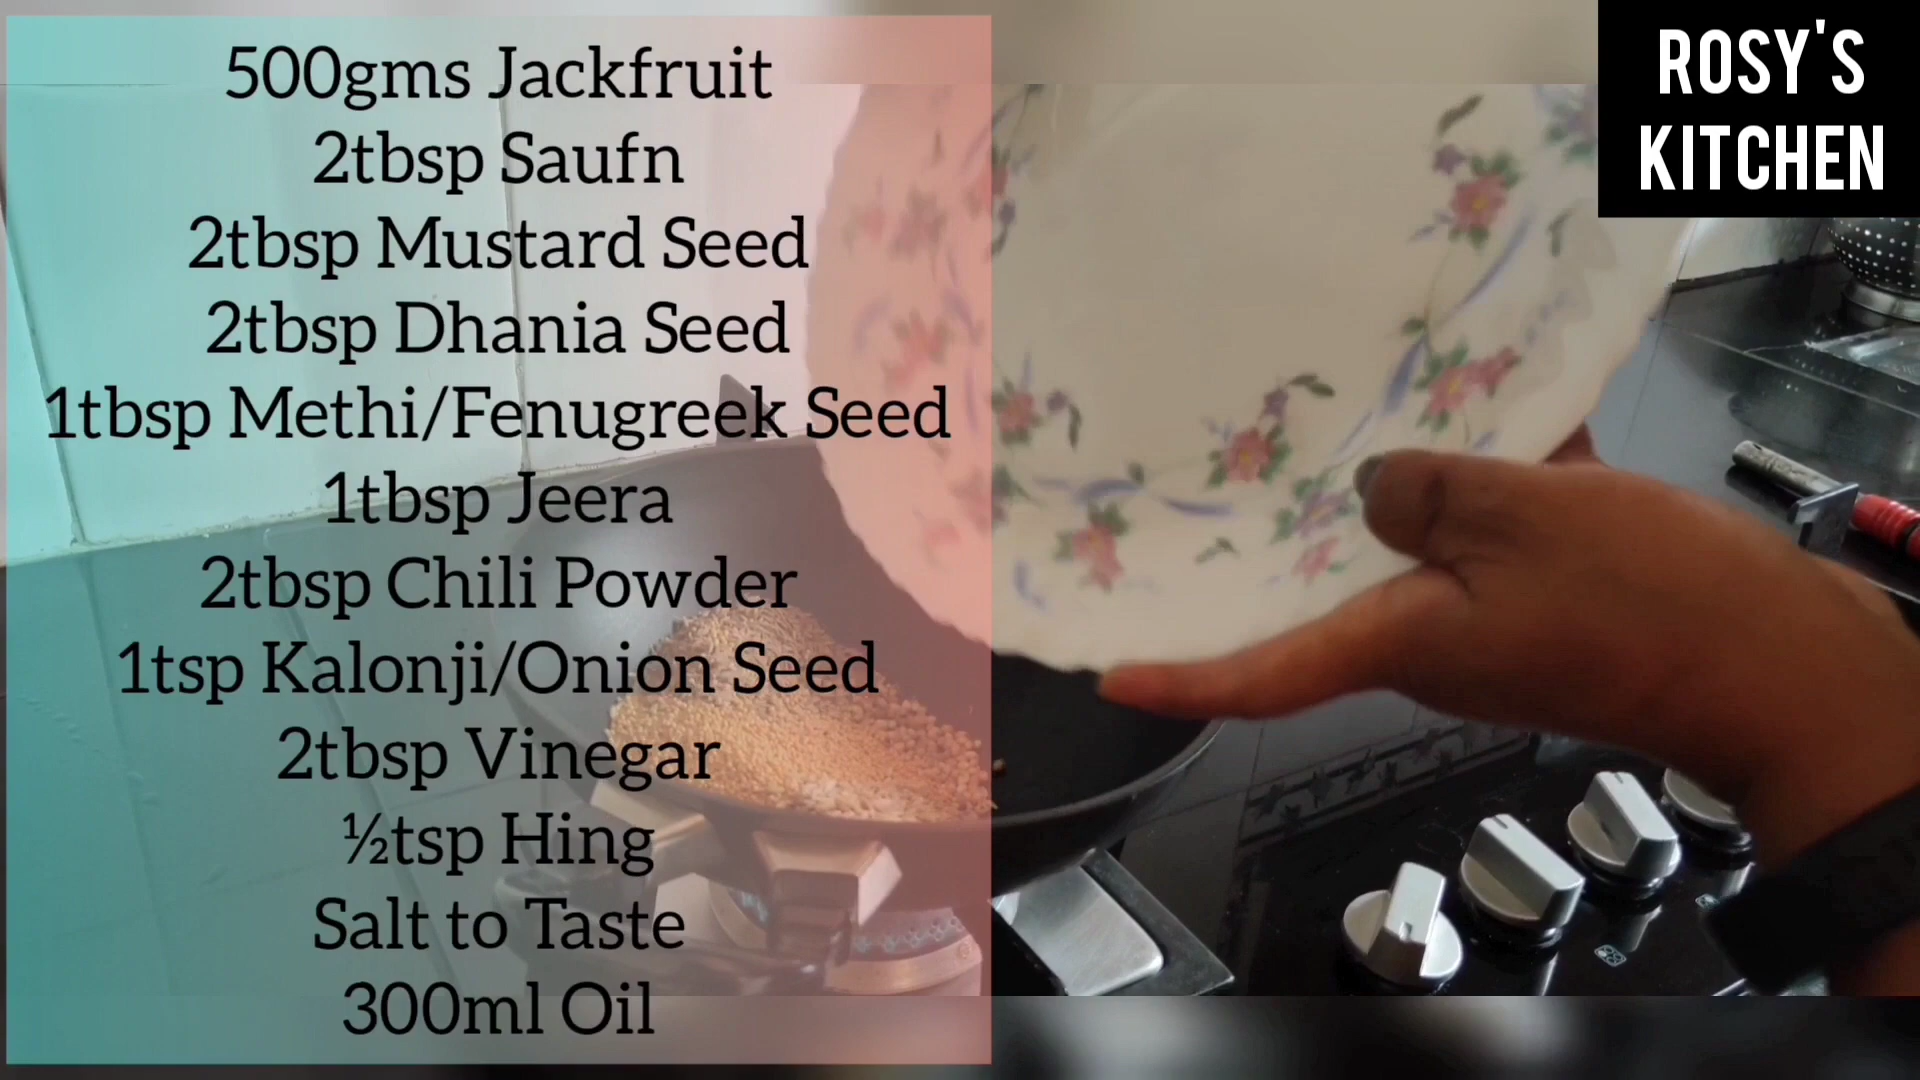 500gms Jackfruit
2tbsp Saufn
2tbsp Mustard Seed
2tbsp Dhania Seed
1tbsp Methi/Fenugreek Seed
1tbsp Jeera
2tbsp Chili Powder
1tsp Kalonji/Onion Seed
2tbsp Vinegar
½tsp Hing
Salt to Taste
300ml Oil
ROSY'S
KITCHEN